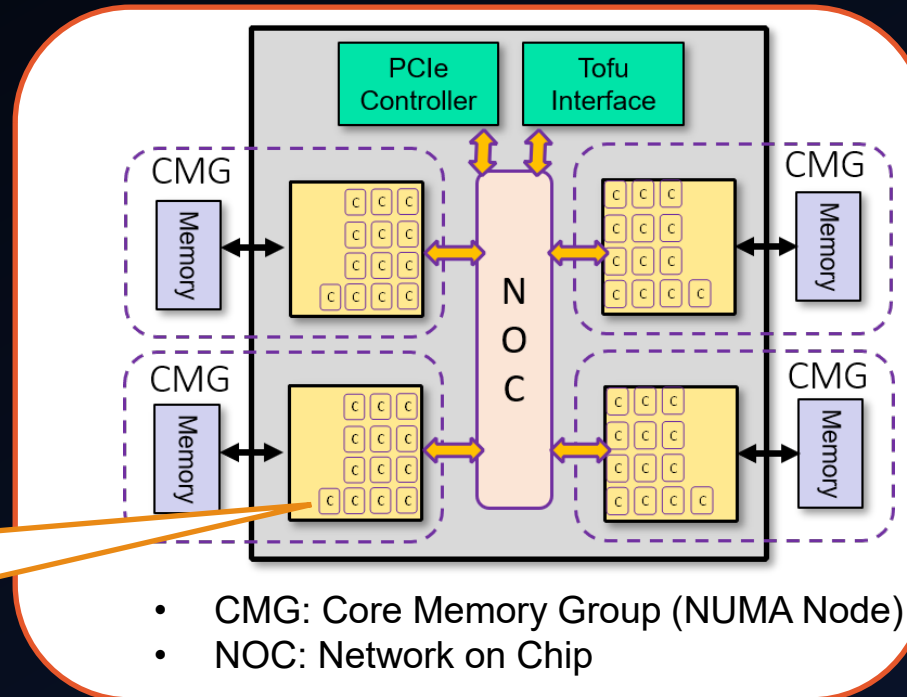 PCIe
Controller
Tofu
Interface
CMG
Memory
C C C
C C C
C C C
C C C C
N
O
C
C C C
C C C
C C C
C C C C
CMG
Memory
CMG
Memory
C C C
C C C
C C C
C C C C
C C C
C C C
C C C
C C C C
CMG
Memory
• CMG: Core Memory Group (NUMA Node)
• NOC: Network on Chip